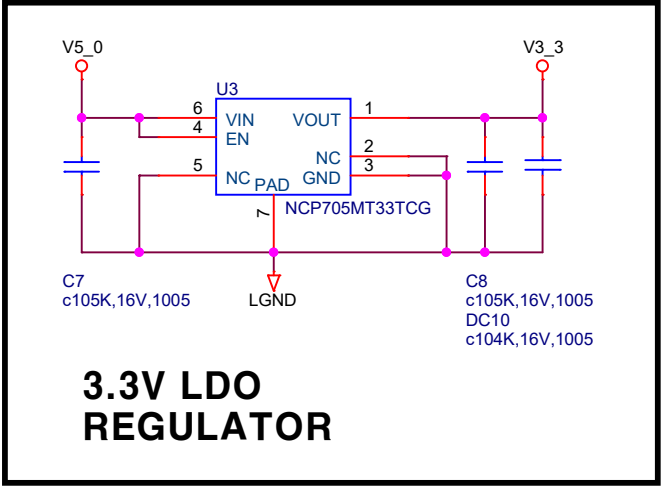 V5_0
V3_3
U3
6
VIN
VOUT
1
4
EN
5
NC
NC
2
GND
3
PAD
7
NCP705MT33TCG
LGND
C7
c105K,16V,1005
C8
c105K,16V,1005
DC10
c104K,16V,1005
3.3V LDO
REGULATOR